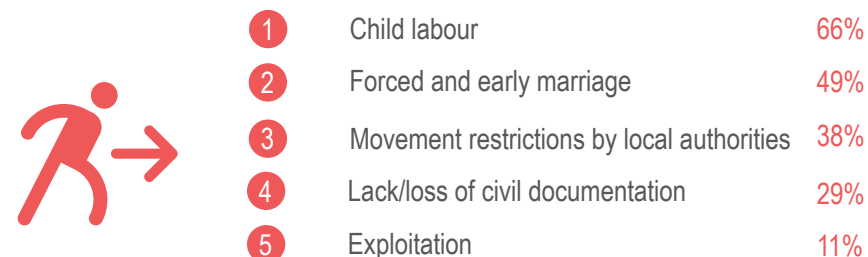 1 Child labour 66%
2 Forced and early marriage 49%
3 Movement restrictions by local authorities 38%
4 Lack/loss of civil documentation 29%
5 Exploitation 11%